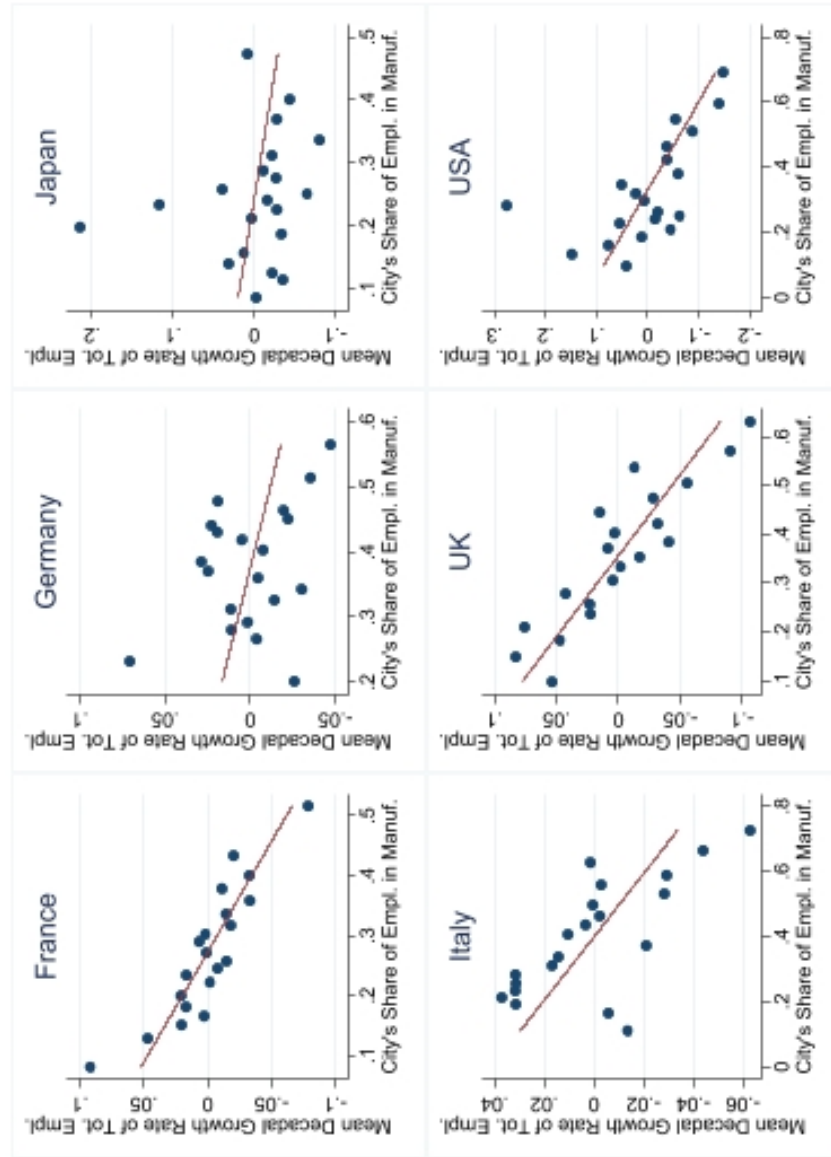 France
Mean Decadal Growth Rate of Tot. Empl.
.1
.05
0
-.05
-.1
.1 .2 .3 .4 .5
City's Share of Empl. in Manuf.
Germany
Mean Decadal Growth Rate of Tot. Empl.
.1
.05
0
-.05
.2 .3 .4 .5 .6
City's Share of Empl. in Manuf.
Japan
Mean Decadal Growth Rate of Tot. Empl.
.2
.1
0
-.1
.1 .2 .3 .4 .5
City's Share of Empl. in Manuf.
Italy
Mean Decadal Growth Rate of Tot. Empl.
.04
.02
0
-.02
-.04
-.06
0 .2 .4 .6 .8
City's Share of Empl. in Manuf.
UK
Mean Decadal Growth Rate of Tot. Empl.
.1
.05
0
-.05
-.1
.1 .2 .3 .4 .5 .6
City's Share of Empl. in Manuf.
USA
Mean Decadal Growth Rate of Tot. Empl.
.3
.2
.1
0
-.1
-.2
0 .2 .4 .6 .8
City's Share of Empl. in Manuf.